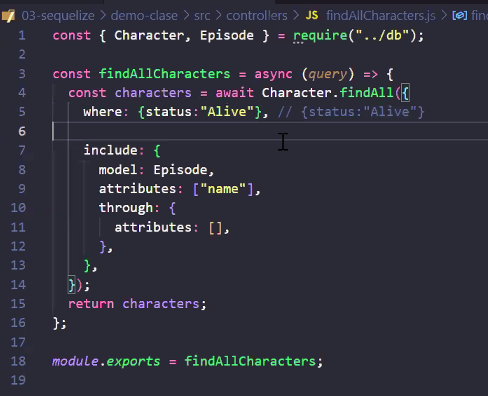 03-sequelize > demo-clase > src > controllers > JS findAllCharacters.js >
1 const { Character, Episode } = require("../db");
2
3 const findAllCharacters = async (query) => {
4 const characters = await Character.findAll({
5 where: {status:"Alive"}, // {status:"Alive"}
6
7 include: {
8 model: Episode,
9 attributes: ["name"],
10 through: {
11 attributes: [],
12 },
13 },
14 });
15 return characters;
16 };
17
18 module.exports = findAllCharacters;
19